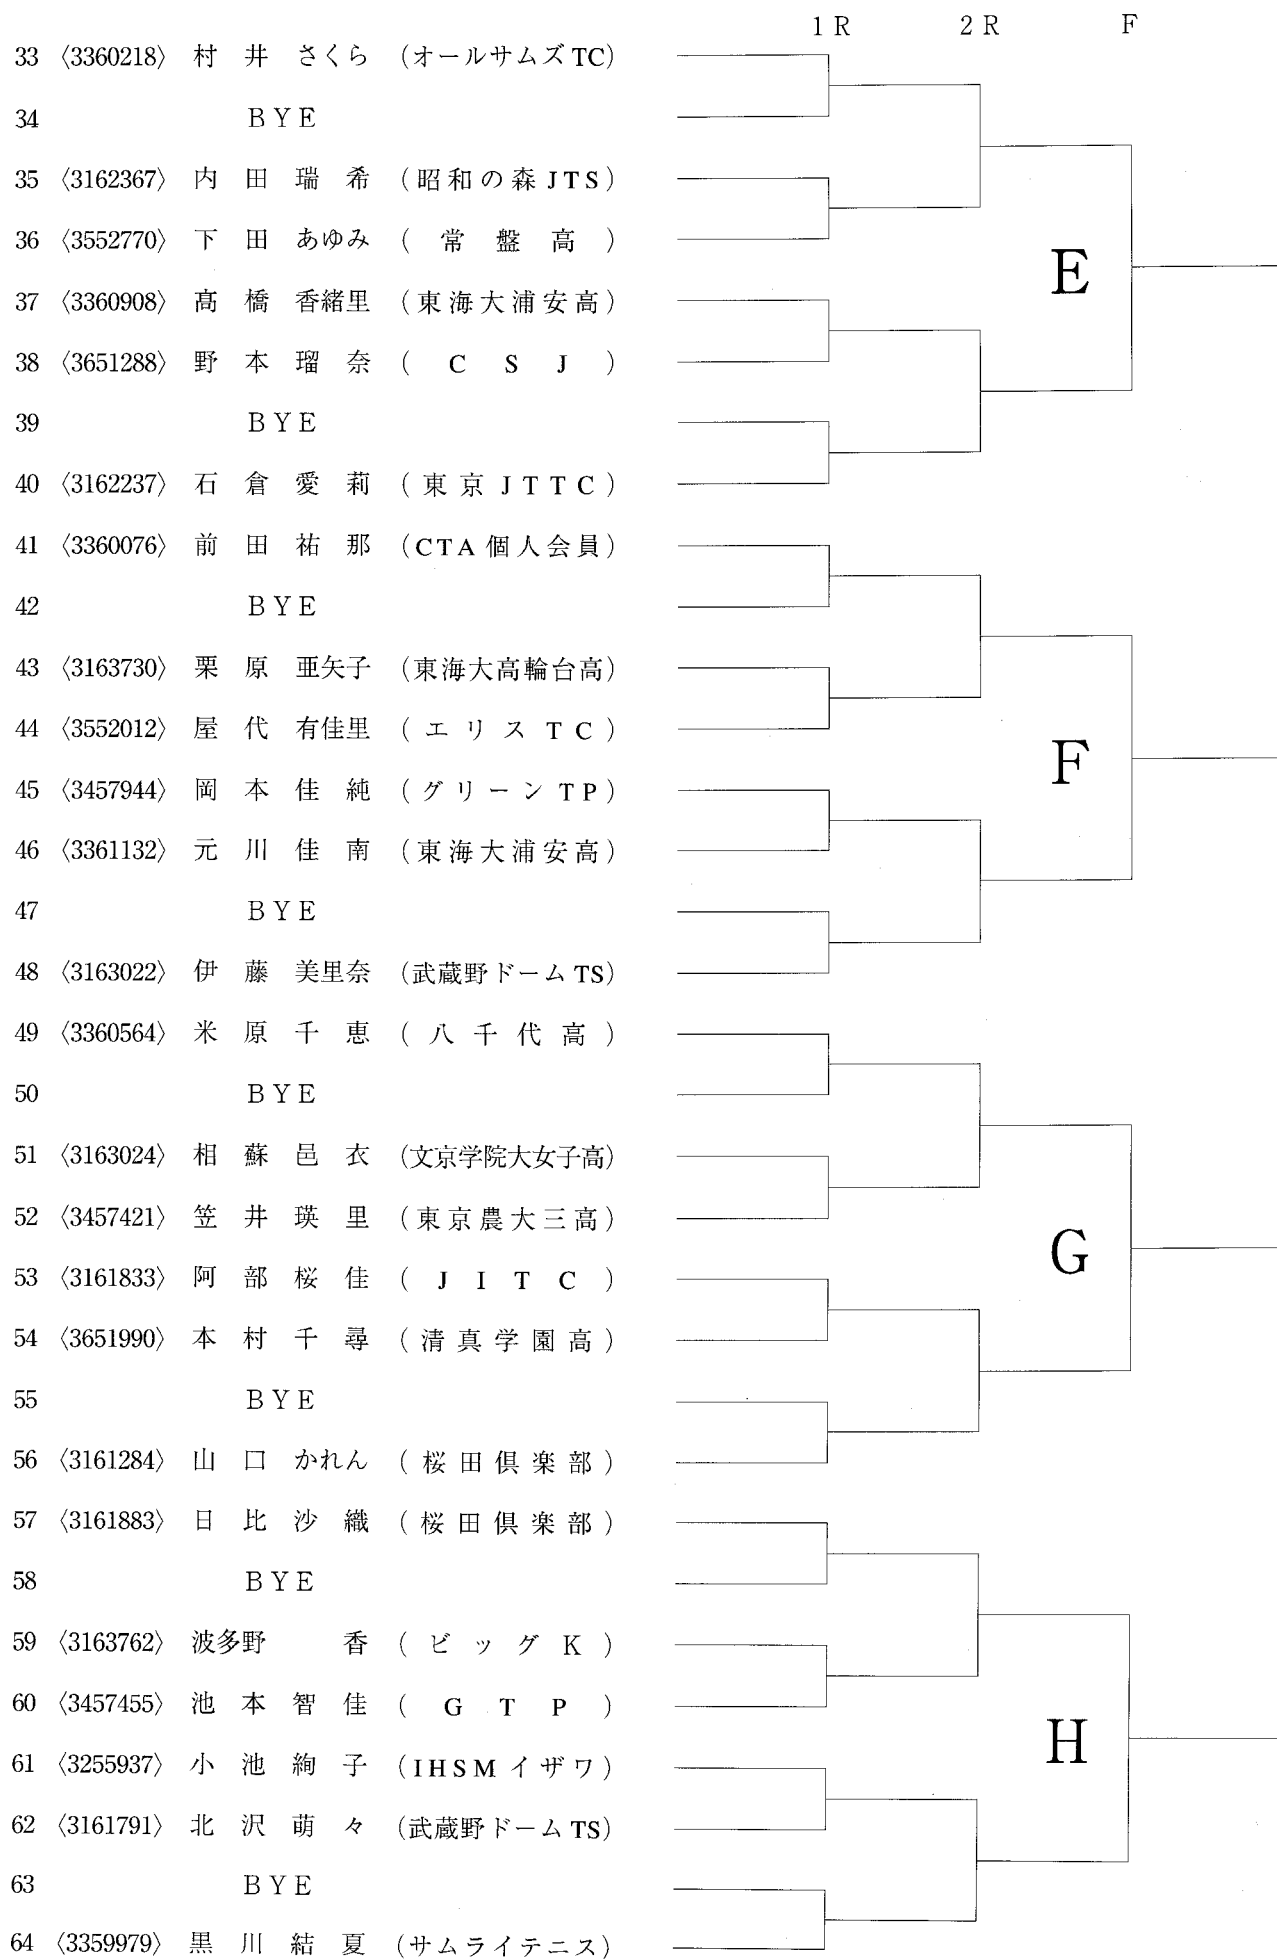 1R 2R F
33 〈3360218〉 村井 さくら (オールサムズTC)
34 BYE
35 〈3162367〉 内田瑞希 (昭和の森JTS)
36 〈3552770〉 下田 あゆみ (常盤高)
37 〈3360908〉 髙橋 香緒里 (東海大浦安高)
38 〈3651288〉 野本瑠奈 (CSJ)
39 BYE
40 〈3162237〉 石倉愛莉 (東京JTTC)
E
41 〈3360076〉 前田祐那 (CTA個人会員)
42 BYE
43 〈3163730〉 栗原 亜矢子 (東海大高輪台高)
44 〈3552012〉 屋代 有佳里 (エリスTC)
45 〈3457944〉 岡本佳純 (グリーンTP)
46 〈3361132〉 元川佳南 (東海大浦安高)
47 BYE
48 〈3163022〉 伊藤 美里奈 (武蔵野ドームTS)
F
49 〈3360564〉 米原千恵 (八千代高)
50 BYE
51 〈3163024〉 相蘇邑衣 (文京学院大女子高)
52 〈3457421〉 笠井瑛里 (東京農大三高)
53 〈3161833〉 阿部桜佳 (JITC)
54 〈3651990〉 本村千尋 (清真学園高)
55 BYE
56 〈3161284〉 山口 かれん (桜田倶楽部)
G
57 〈3161883〉 日比沙織 (桜田倶楽部)
58 BYE
59 〈3163762〉 波多野 香 (ビッグK)
60 〈3457455〉 池本智佳 (GTP)
61 〈3255937〉 小池絢子 (IHSMイザワ)
62 〈3161791〉 北沢萌々 (武蔵野ドームTS)
63 BYE
64 〈3359979〉 黒川結夏 (サムライテニス)
H